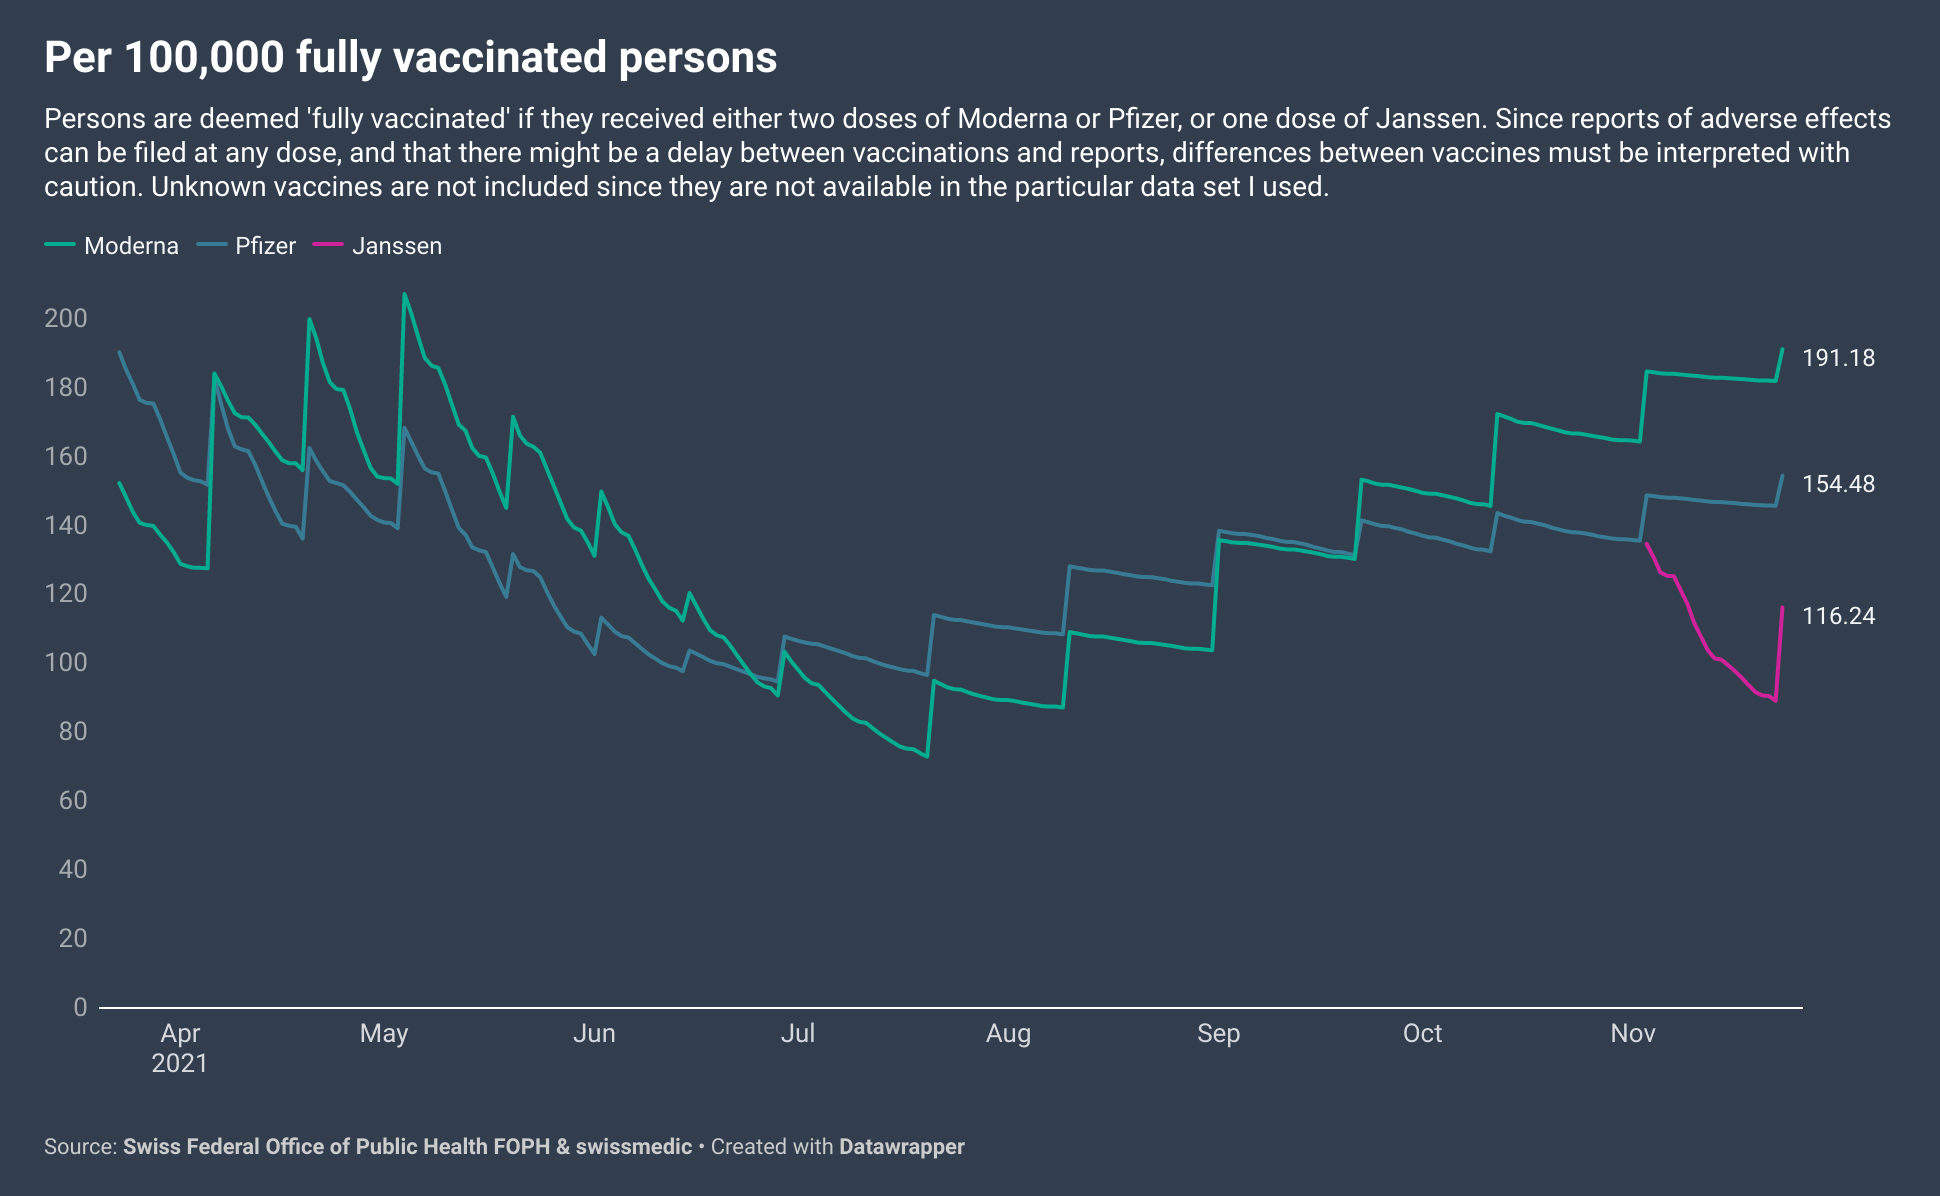 Per 100,000 fully vaccinated persons
Persons are deemed 'fully vaccinated' if they received either two doses of Moderna or Pfizer, or one dose of Janssen. Since reports of adverse effects
can be filed at any dose, and that there might be a delay between vaccinations and reports, differences between vaccines must be interpreted with
caution. Unknown vaccines are not included since they are not available in the particular data set I used.
Moderna Pfizer Janssen
200
180
160
140
120
100
80
60
40
20
0
191.18
154.48
116.24
Apr May Jun Jul Aug Sep Oct Nov
2021
Source: Swiss Federal Office of Public Health FOPH & swissmedic • Created with Datawrapper